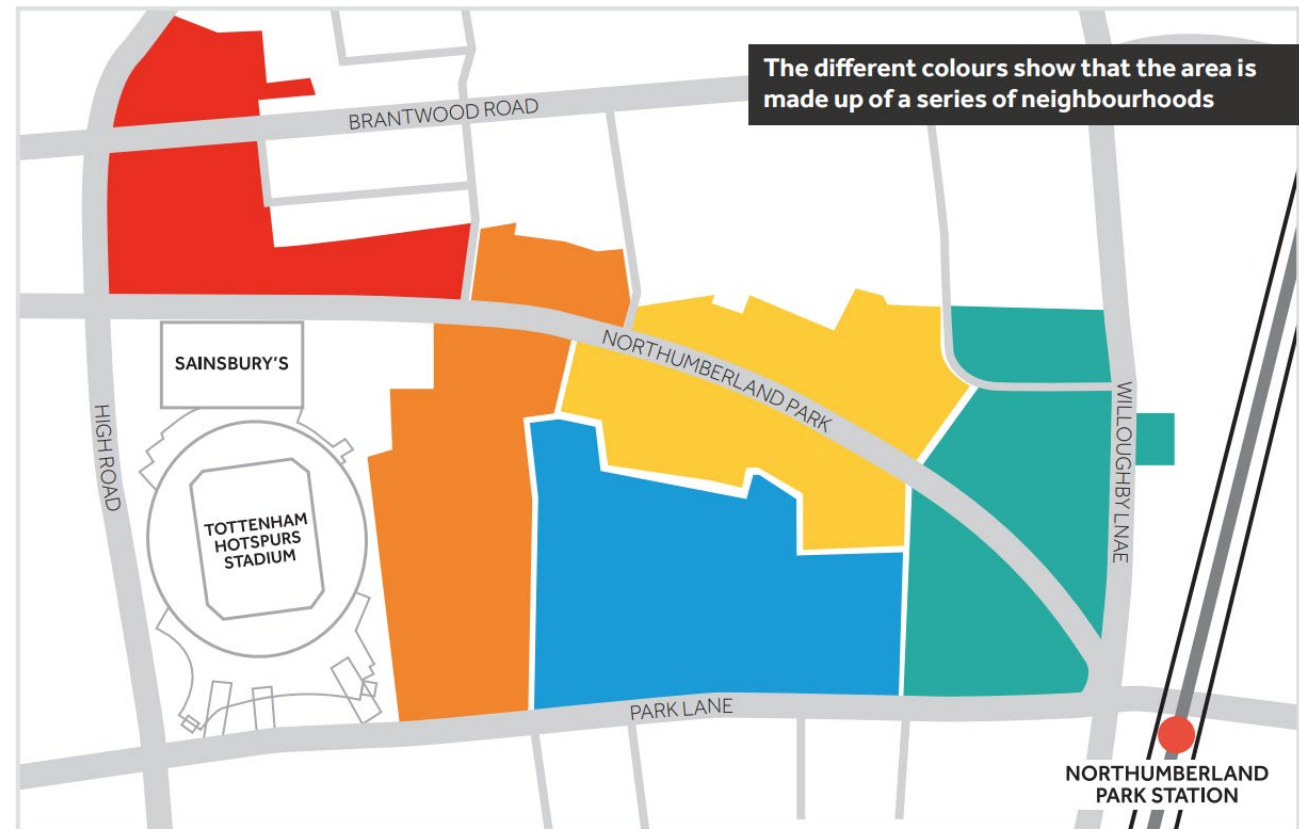 The different colours show that the area is
made up of a series of neighbourhoods
BRANTWOOD ROAD
SAINSBURY'S
NORTHUMBERLAND PARK
HIGH ROAD
WILLOUGHBY LNAE
TOTTENHAM
HOTSPURS
STADIUM
PARK LANE
NORTHUMBERLAND
PARK STATION